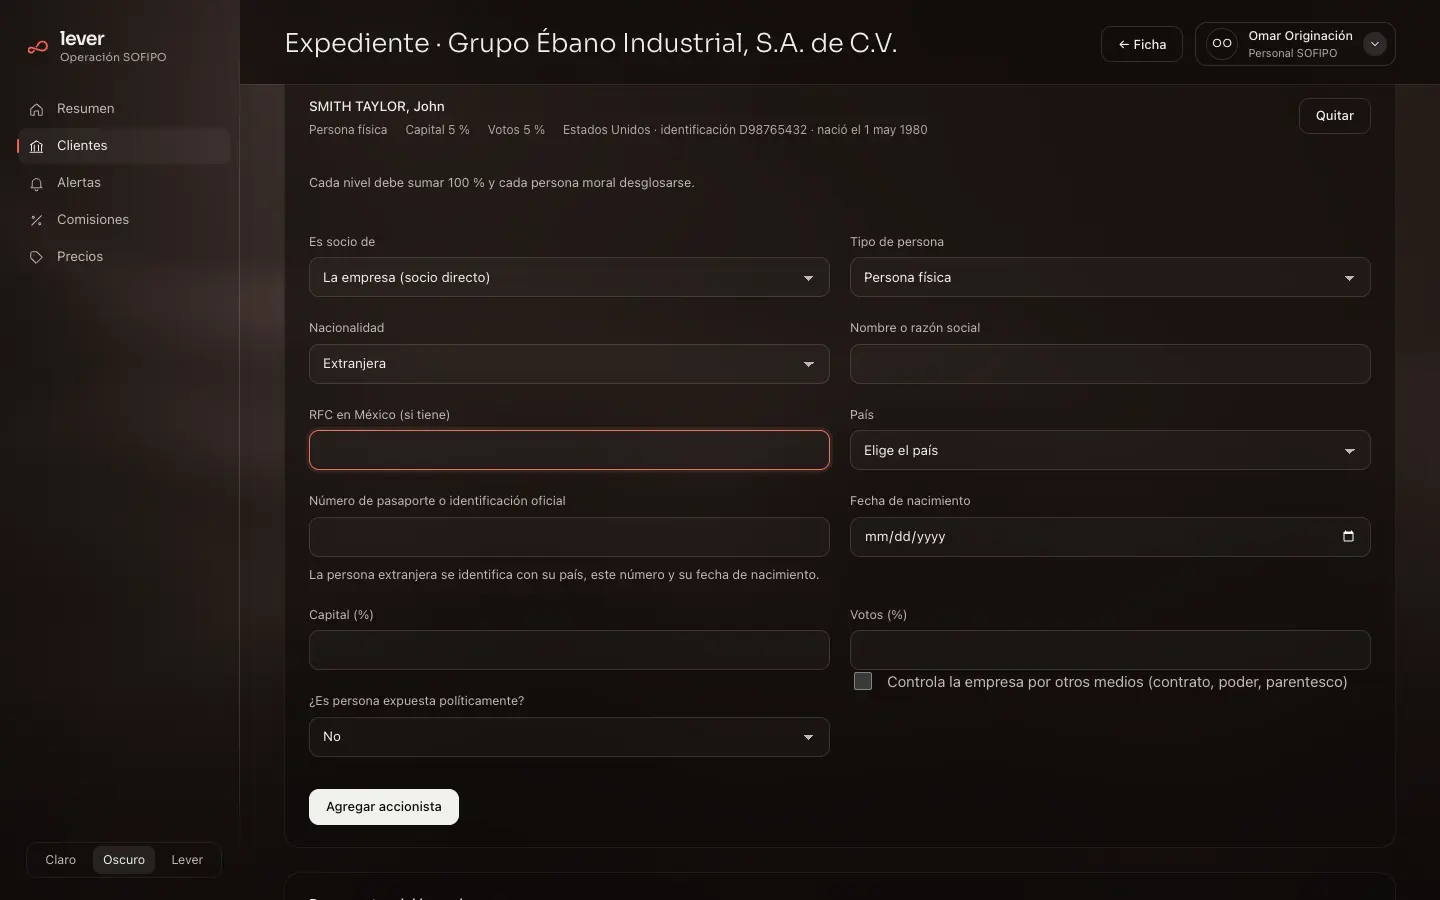 lever
Operación SOFIPO
Resumen
Clientes
Alertas
Comisiones
Precios
Claro
Oscuro
Lever
Expediente · Grupo Ébano Industrial, S.A. de C.V.
← Ficha
OO
Omar Originación
Personal SOFIPO
SMITH TAYLOR, John
Persona física Capital 5 % Votos 5 % Estados Unidos · identificación D98765432 · nació el 1 may 1980
Quitar
Cada nivel debe sumar 100 % y cada persona moral desglosarse.
Es socio de
La empresa (socio directo)
Tipo de persona
Persona física
Nacionalidad
Extranjera
Nombre o razón social
RFC en México (si tiene)
País
Elige el país
Número de pasaporte o identificación oficial
La persona extranjera se identifica con su país, este número y su fecha de nacimiento.
Fecha de nacimiento
mm/dd/yyyy
Capital (%)
Votos (%)
Controla la empresa por otros medios (contrato, poder, parentesco)
¿Es persona expuesta políticamente?
No
Agregar accionista